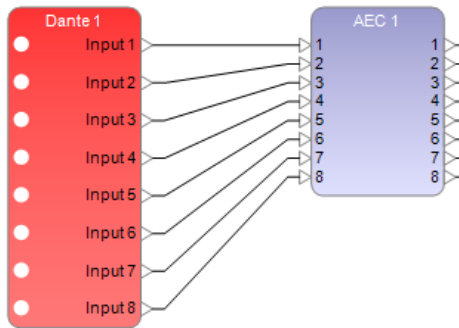 Dante 1
Input 1
Input 2
Input 3
Input 4
Input 5
Input 6
Input 7
Input 8
AEC 1
1 1
2 2
3 3
4 4
5 5
6 6
7 7
8 8